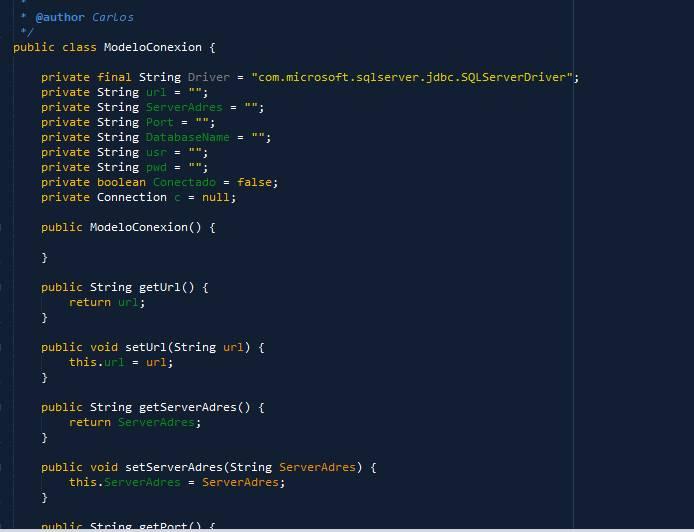 *
* @author Carlos
*/
public class ModeloConexion {
private final String Driver = "com.microsoft.sqlserver.jdbc.SQLServerDriver";
private String url = "";
private String ServerAdres = "";
private String Port = "";
private String DatabaseName = "";
private String usr = "";
private String pwd = "";
private boolean Conectado = false;
private Connection c = null;
public ModeloConexion() {
}
public String getUrl() {
return url;
}
public void setUrl(String url) {
this.url = url;
}
public String getServerAdres() {
return ServerAdres;
}
public void setServerAdres(String ServerAdres) {
this.ServerAdres = ServerAdres;
}
public String getPort() {